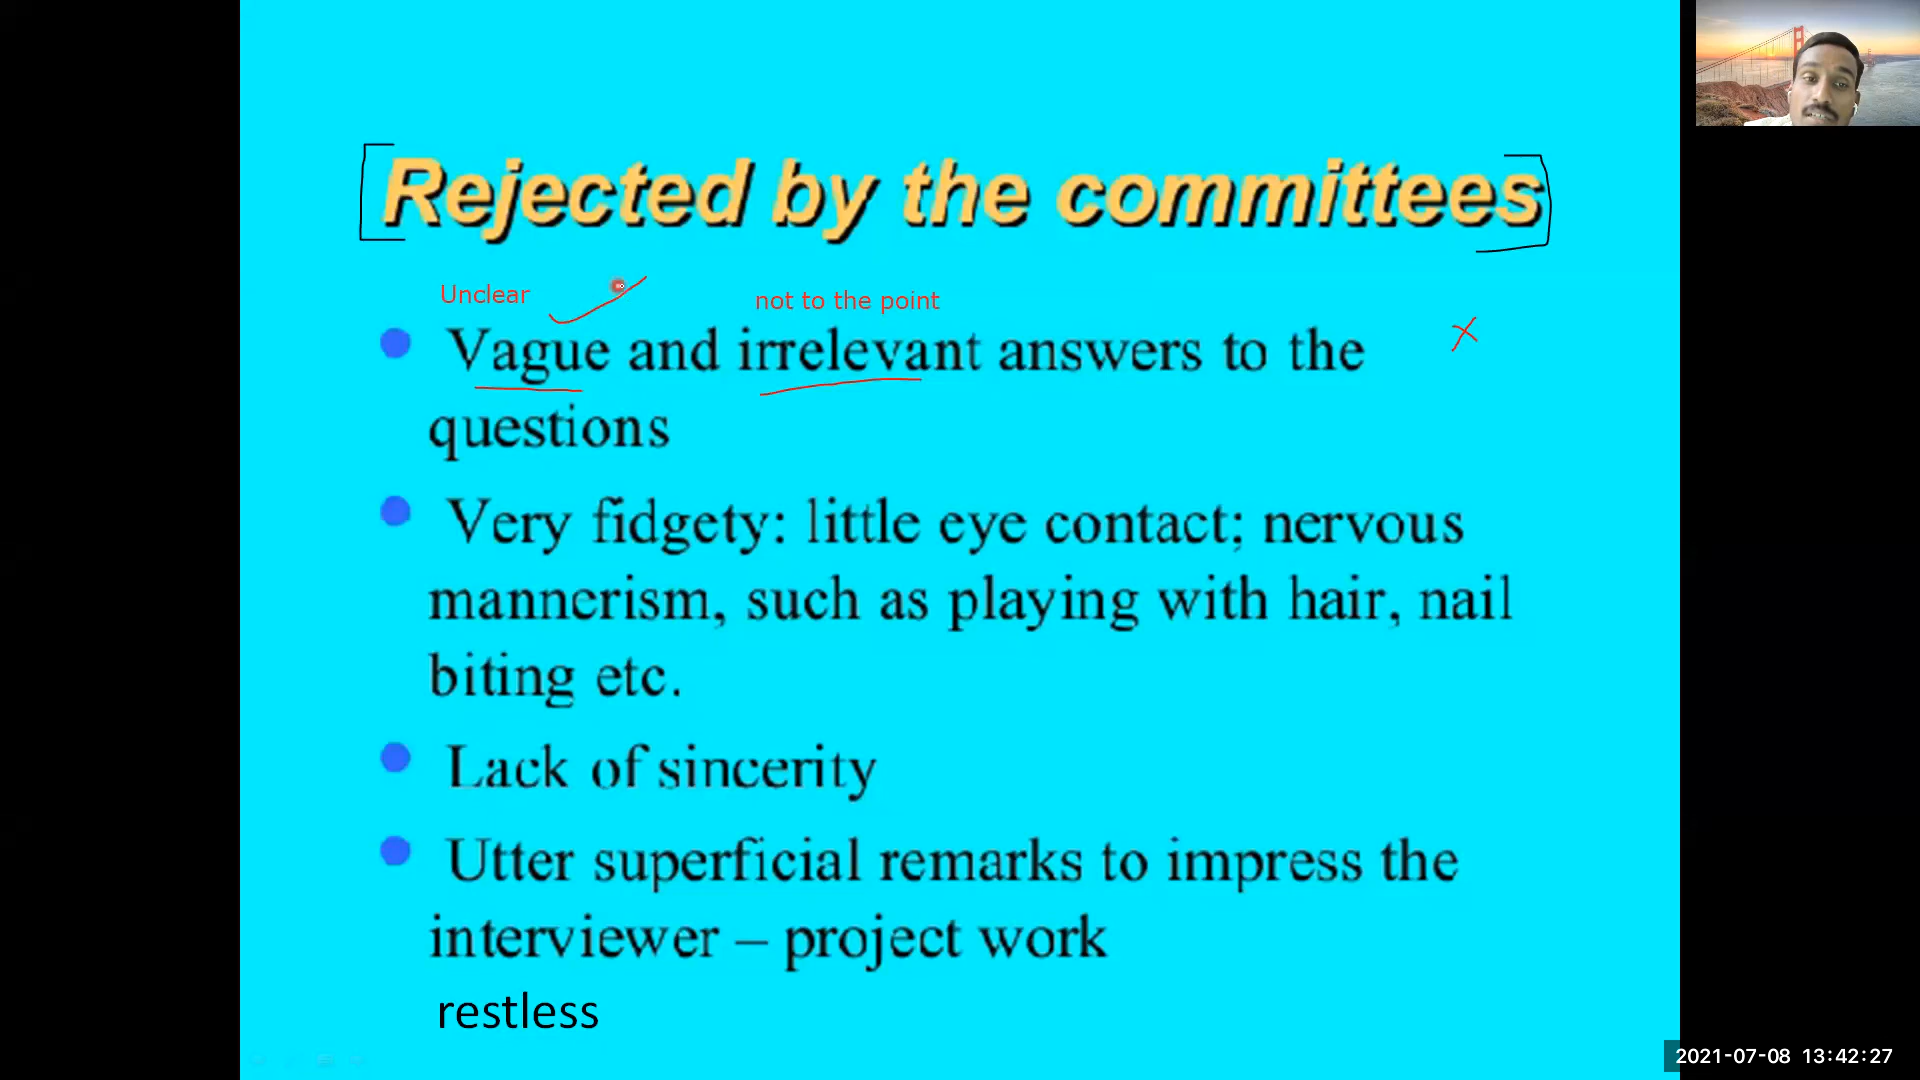 Rejected by the committees
Unclear
not to the point
Vague and irrelevant answers to the
questions
Very fidgety: little eye contact; nervous
mannerism, such as playing with hair, nail
biting etc.
Lack of sincerity
Utter superficial remarks to impress the
interviewer – project work
restless
2021-07-08 13:42:27